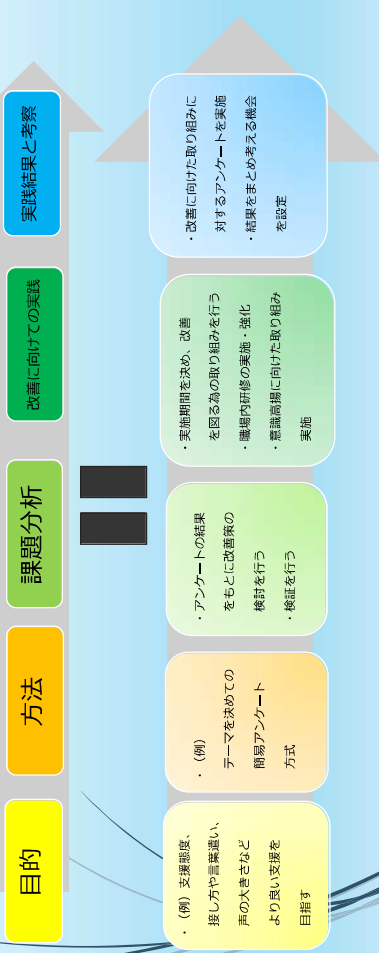 目的
方法
課題分析
改善に向けての実践
実践結果と考察
・（例）支援態度、
接し方や言葉遣い、
声の大きさなど
より良い支援を
目指す
・（例）
テーマを決めての
簡易アンケート
方式
・アンケートの結果
をもとに改善策の
検討を行う
・検証を行う
・実施期間を決め、改善
を図る為の取り組みを行う
・職場内研修の実施・強化
・意識高揚に向けた取り組み
実施
・改善に向けた取り組みに
対するアンケートを実施
・結果をまとめ考える機会
を設定